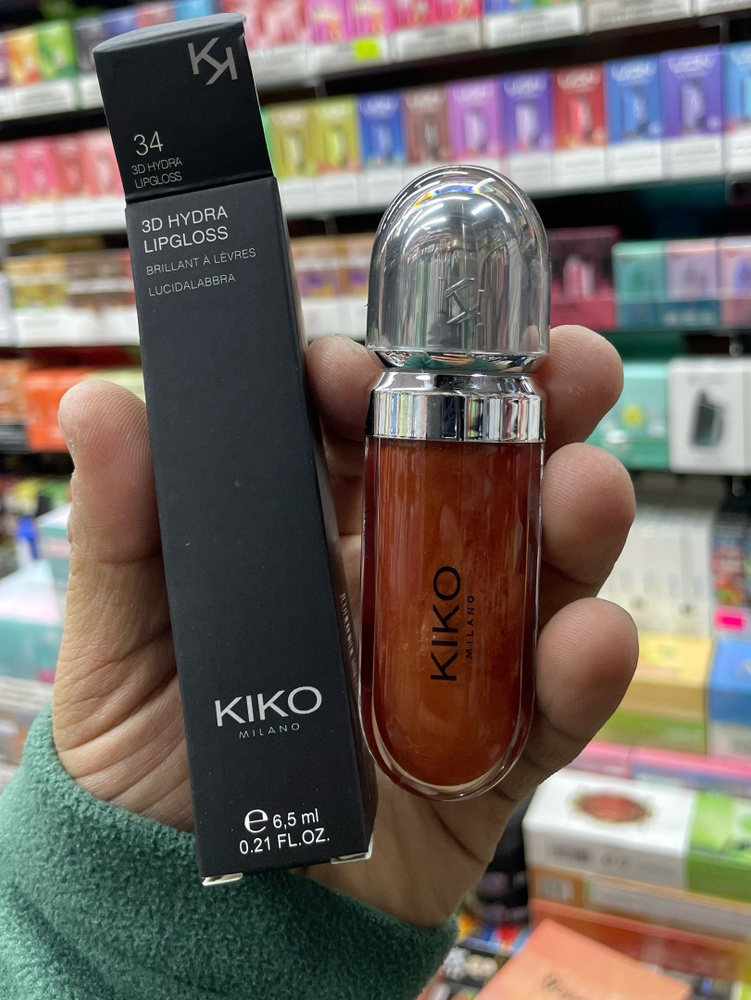 34
3D HYDRA
LIPGLOSS
3D HYDRA
LIPGLOSS
BRILLANT À LÈVRES
LUCIDALABBRA
KIKO
MILANO
e 6,5 ml
0.21 FL.OZ.
KIKO
MILANO